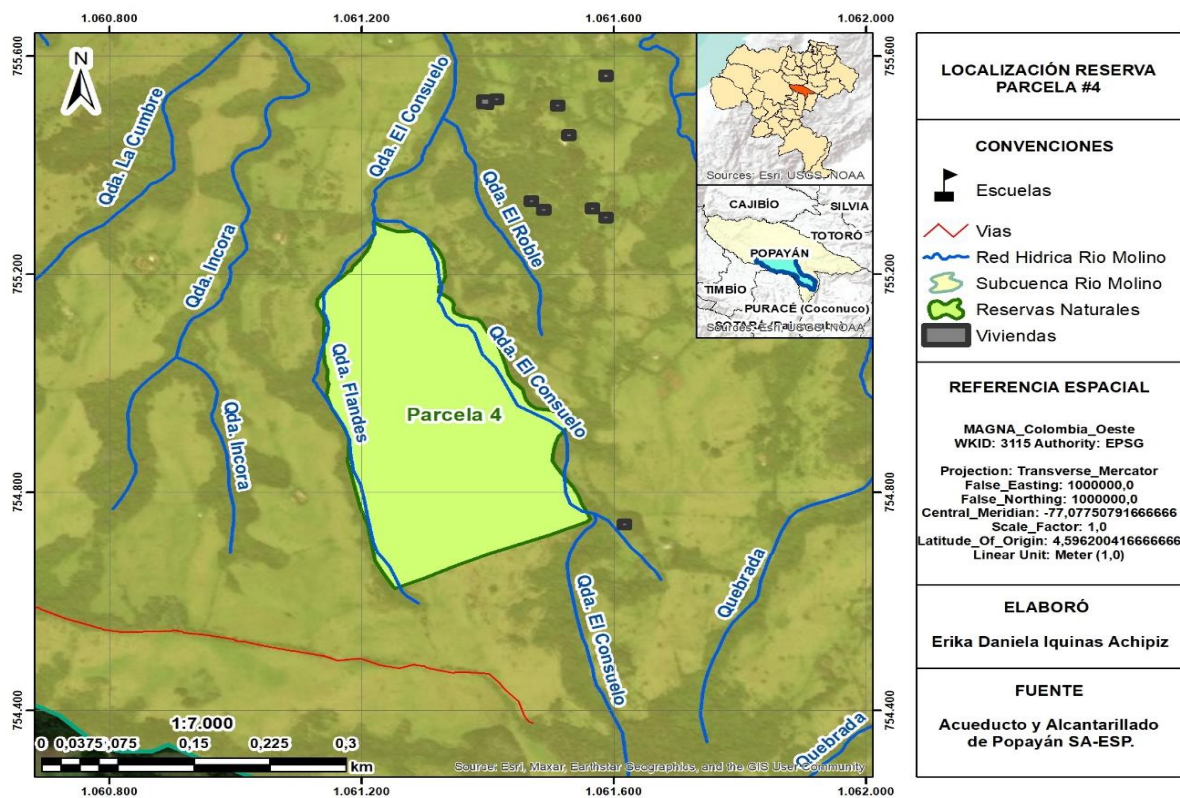 1.060.800
1.061.200
1.061.600
1.062.000
755.600
755.600
N
Qda. La Cumbre
Qda. El Consuelo
Qda. Incora
Qda. El Roble
755.200
755.200
Qda. Incora
Qda. Flandes
Qda. El Consuelo
Parcela 4
754.800
754.800
Qda. El Consuelo
Quebrada
754.400
754.400
Quebrada
1:7.000
0 0,0375 0,075 0,15 0,225 0,3
km
Source: Esri, Maxar, Earthstar Geographics, and the GIS User Community
1.060.800
1.061.200
1.061.600
1.062.000
Sources: Esri, USGS, NOAA
CAJIBÍO
SILVIA
TOTORÓ
POPAYÁN
TIMBÍO
PURACÉ (Coconuco)
Sources: Esri, USGS, NOAA
LOCALIZACIÓN RESERVA
PARCELA #4
CONVENCIONES
Escuelas
Vias
Red Hidrica Rio Molino
Subcuenca Rio Molino
Reservas Naturales
Viviendas
REFERENCIA ESPACIAL
MAGNA_Colombia_Oeste
WKID: 3115 Authority: EPSG
Projection: Transverse_Mercator
False_Easting: 1000000,0
False_Northing: 1000000,0
Central_Meridian: -77,07750791666666
Scale_Factor: 1,0
Latitude_Of_Origin: 4,596200416666666
Linear Unit: Meter (1,0)
ELABORÓ
Erika Daniela Iquinas Achipiz
FUENTE
Acueducto y Alcantarillado
de Popayán SA-ESP.